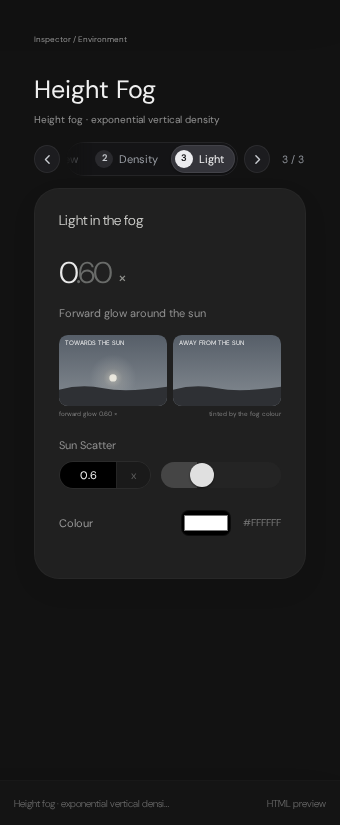 Inspector / Environment
Height Fog
Height fog · exponential vertical density
2 Density 3 Light 3 / 3
Light in the fog
0.60 ×
Forward glow around the sun
TOWARDS THE SUN AWAY FROM THE SUN
forward glow 0.60 × tinted by the fog colour
Sun Scatter
0.6 x
Colour #FFFFFF
Height fog · exponential vertical densi... HTML preview